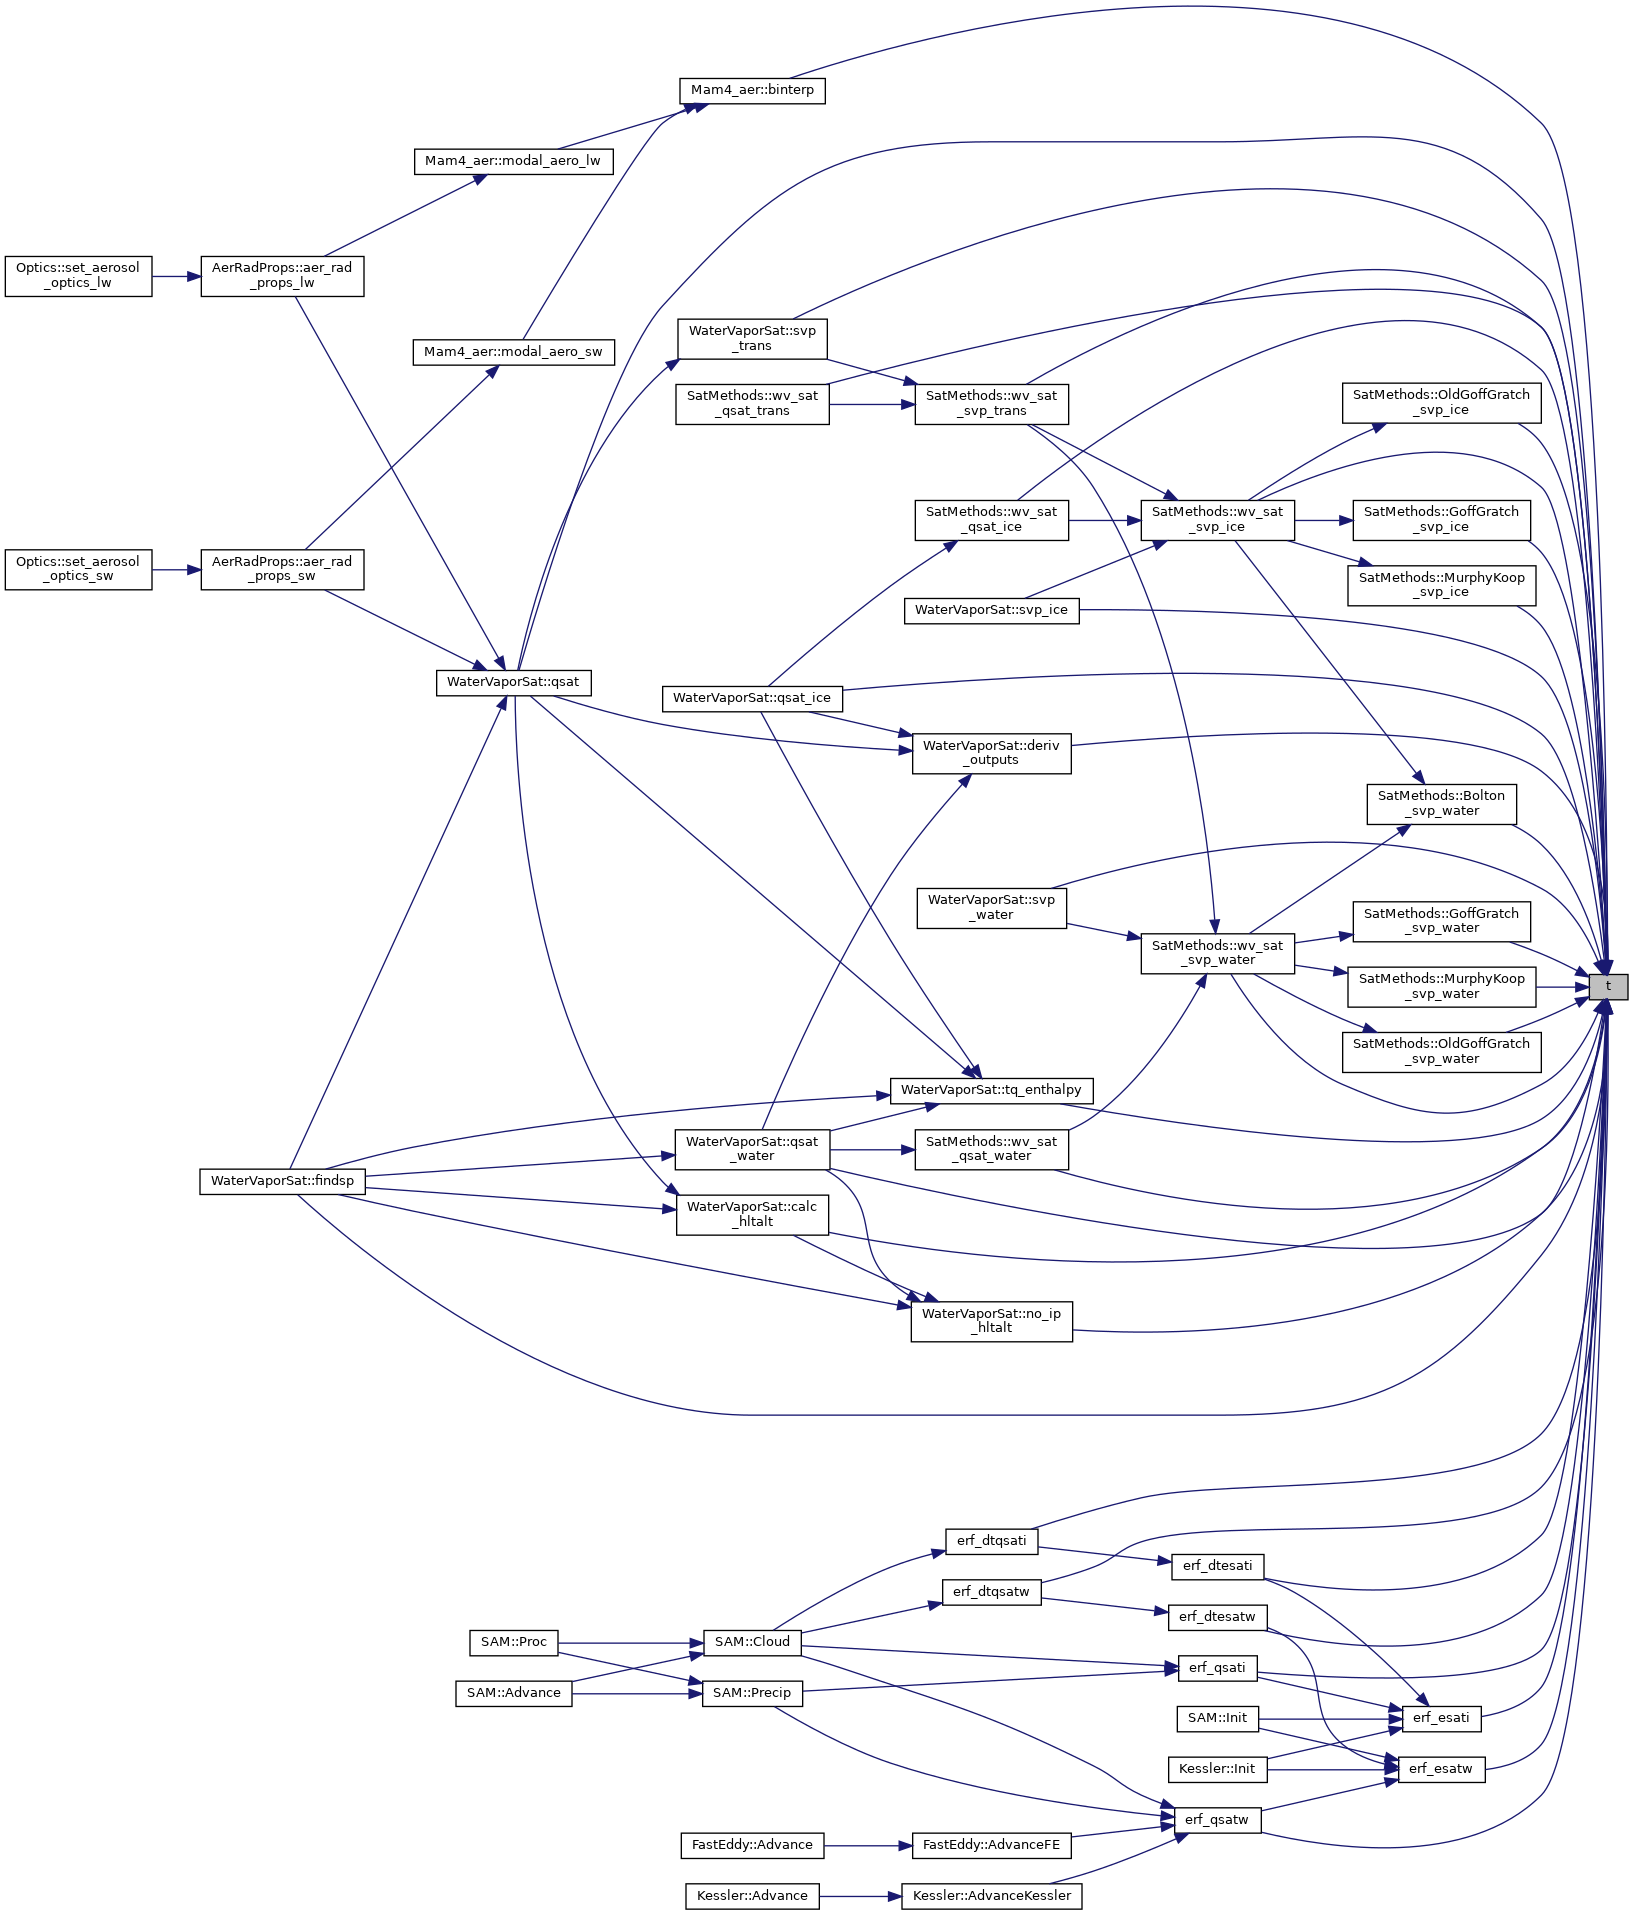 Mam4_aer::binterp
Mam4_aer::modal_aero_lw
Optics::set_aerosol
_optics_lw
AerRadProps::aer_rad
_props_lw
WaterVaporSat::svp
_trans
Mam4_aer::modal_aero_sw
SatMethods::wv_sat
_qsat_trans
SatMethods::wv_sat
_svp_trans
SatMethods::OldGoffGratch
_svp_ice
SatMethods::wv_sat
_qsat_ice
SatMethods::wv_sat
_svp_ice
SatMethods::GoffGratch
_svp_ice
Optics::set_aerosol
_optics_sw
AerRadProps::aer_rad
_props_sw
SatMethods::MurphyKoop
_svp_ice
WaterVaporSat::svp_ice
WaterVaporSat::qsat
WaterVaporSat::qsat_ice
WaterVaporSat::deriv
_outputs
SatMethods::Bolton
_svp_water
WaterVaporSat::svp
_water
SatMethods::GoffGratch
_svp_water
SatMethods::wv_sat
_svp_water
SatMethods::MurphyKoop
_svp_water
t
SatMethods::OldGoffGratch
_svp_water
WaterVaporSat::tq_enthalpy
WaterVaporSat::qsat
_water
SatMethods::wv_sat
_qsat_water
WaterVaporSat::findsp
WaterVaporSat::calc
_hltalt
WaterVaporSat::no_ip
_hltalt
erf_dtqsati
erf_dtesati
erf_dtqsatw
erf_dtesatw
SAM::Proc
SAM::Cloud
erf_qsati
SAM::Advance
SAM::Precip
SAM::Init
erf_esati
Kessler::Init
erf_esatw
erf_qsatw
FastEddy::Advance
FastEddy::AdvanceFE
Kessler::Advance
Kessler::AdvanceKessler